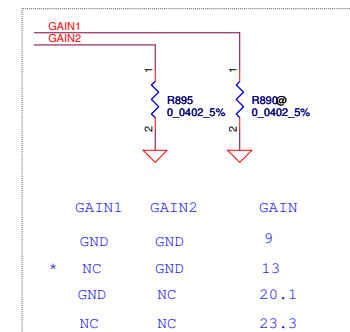 GAIN1
GAIN2
1
1
R895
R890@
0_0402_5%
0_0402_5%
2
2
GAIN1 GAIN2 GAIN
GND GND 9
* NC GND 13
GND NC 20.1
NC NC 23.3